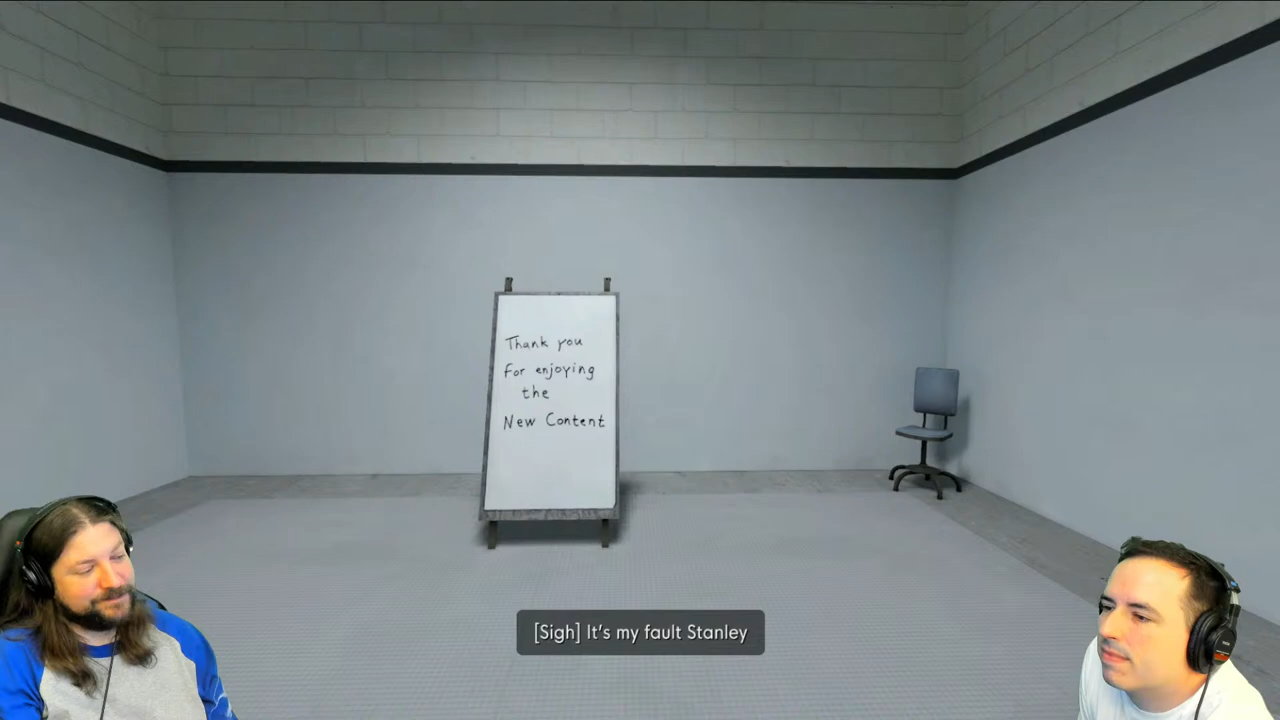 Thank you
for enjoying
the
New Content
[Sigh] It's my fault Stanley